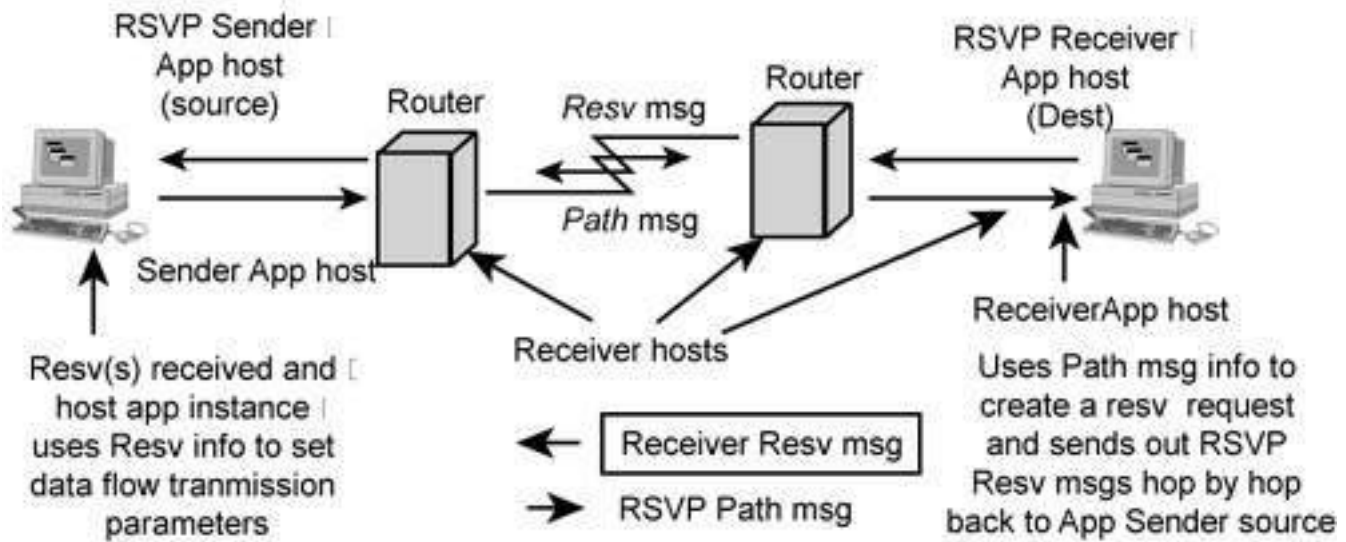 RSVP Sender
App host
(source)
Router
Resv msg
Path msg
Router
RSVP Receiver
App host
(Dest)
Sender App host
Receiver hosts
ReceiverApp host
Resv(s) received and
host app instance
uses Resv info to set
data flow tranmission
parameters
Receiver Resv msg
RSVP Path msg
Uses Path msg info to
create a resv request
and sends out RSVP
Resv msgs hop by hop
back to App Sender source